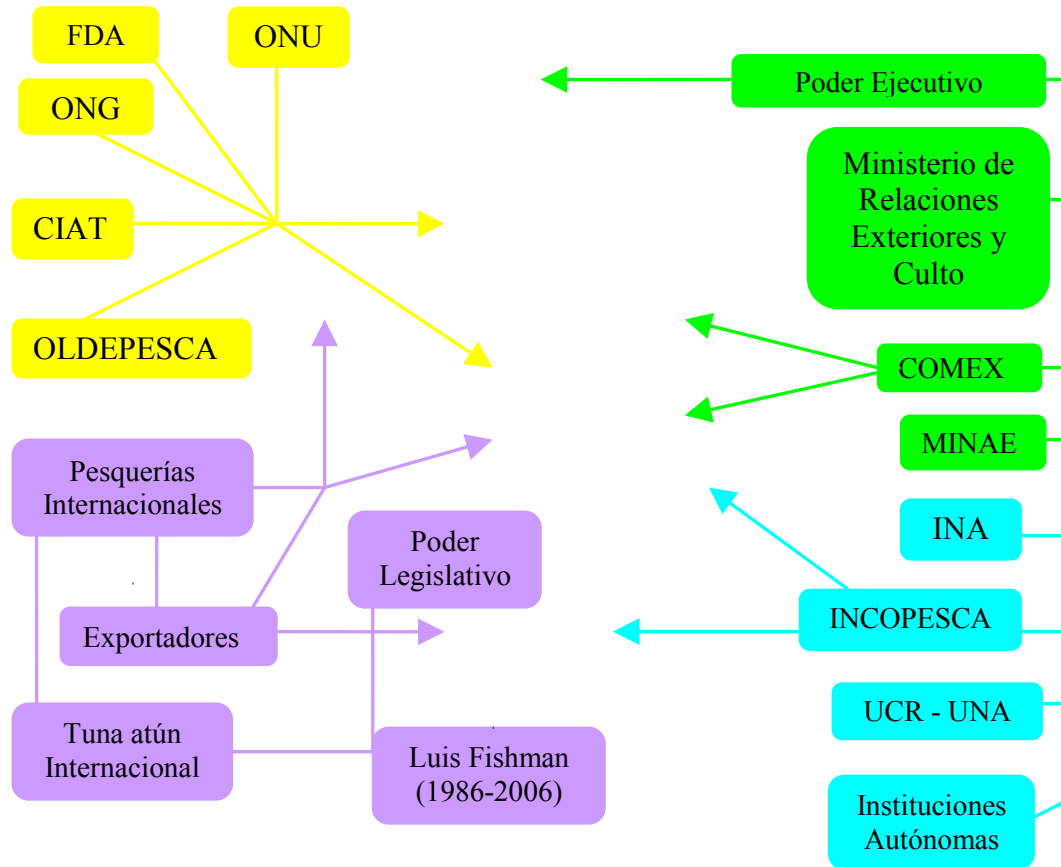 FDA
ONU
ONG
CIAT
OLDEPESCA
Pesquerías
Internacionales
Poder
Legislativo
Exportadores
Tuna atún
Internacional
Luis Fishman
(1986-2006)
Poder Ejecutivo
Ministerio de
Relaciones
Exteriores y
Culto
COMEX
MINAE
INA
INCOPESCA
UCR - UNA
Instituciones
Autónomas